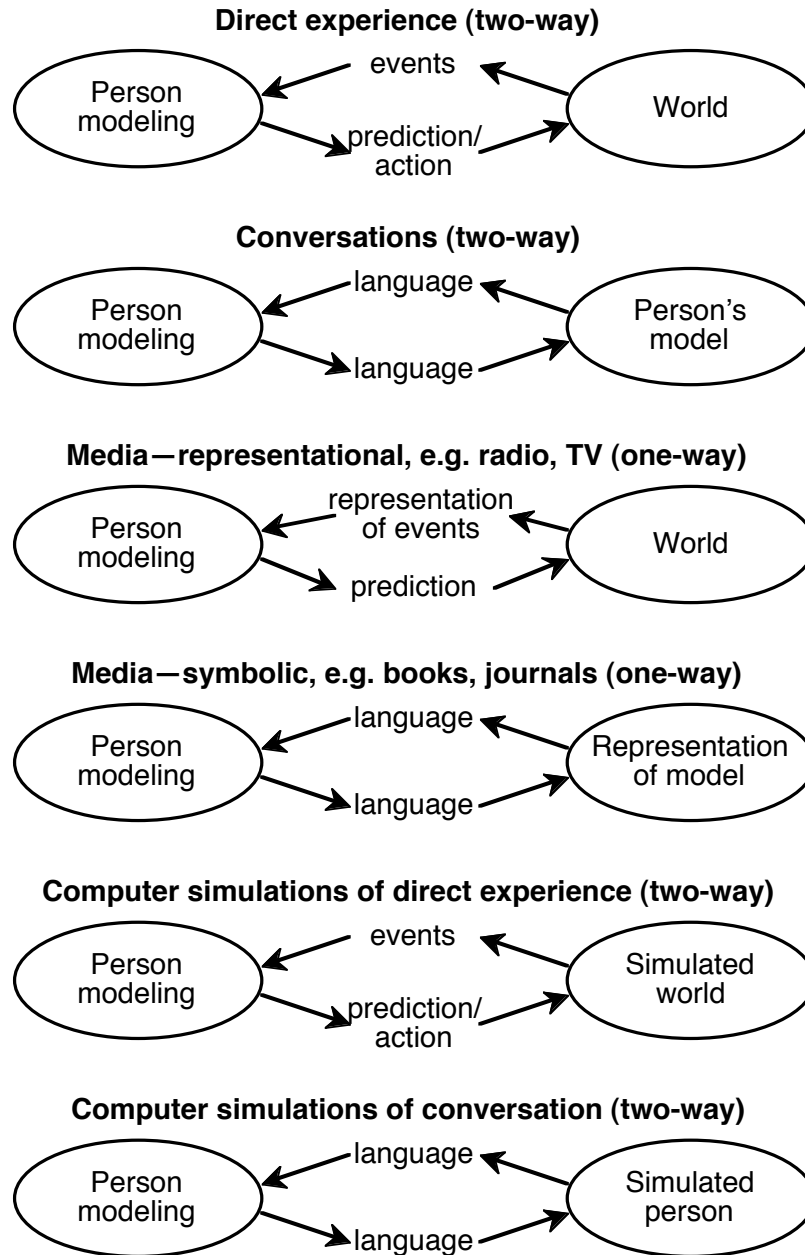 Direct experience (two-way)
events
Person
modeling
World
prediction/
action
Conversations (two-way)
language
Person
modeling
Person's
model
language
Media—representational, e.g. radio, TV (one-way)
representation
of events
Person
modeling
World
prediction
Media—symbolic, e.g. books, journals (one-way)
language
Person
modeling
Representation
of model
language
Computer simulations of direct experience (two-way)
events
Person
modeling
Simulated
world
prediction/
action
Computer simulations of conversation (two-way)
language
Person
modeling
Simulated
person
language